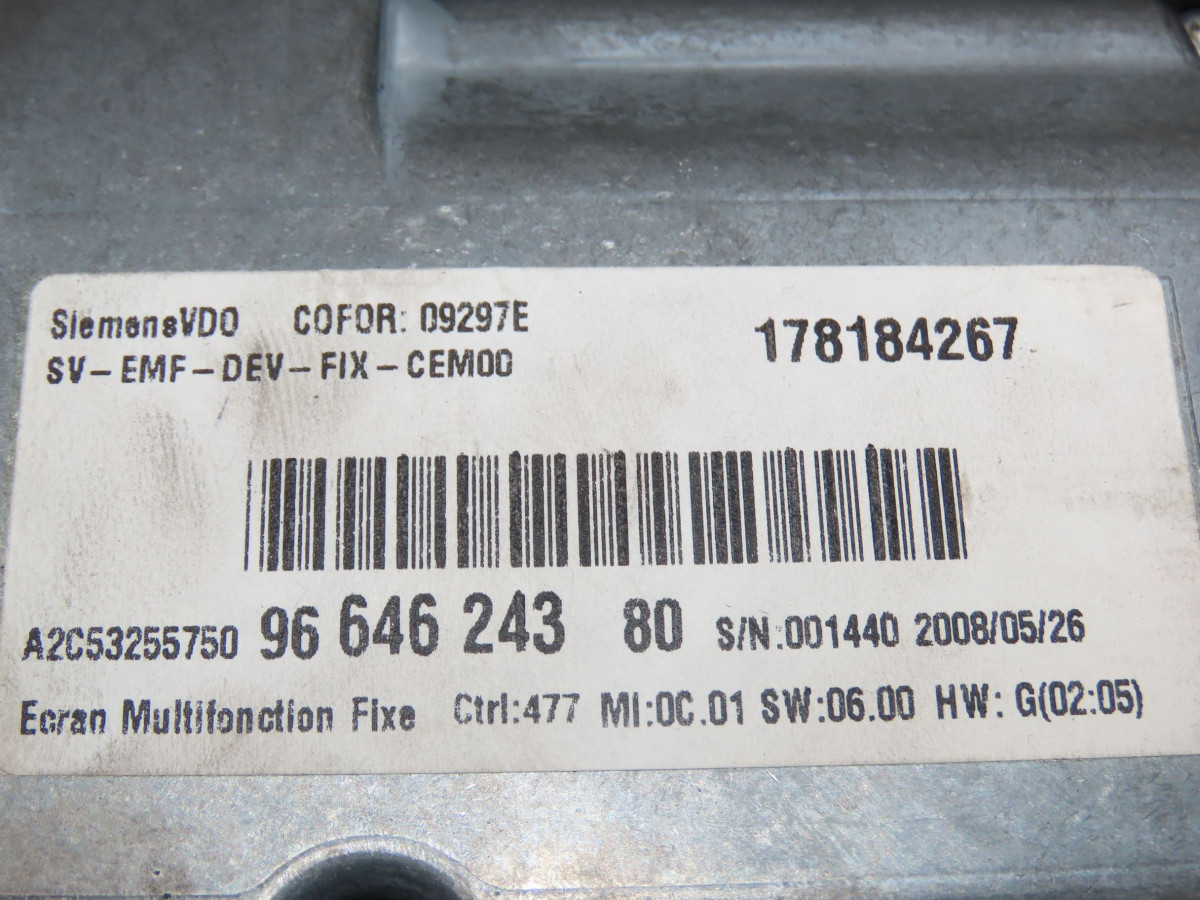 SiemensVDO COFOR: 09297E
178184267
SV-EMF-DEV-FIX-CEM00
A2C53255750 96 646 243 80 S/N:001440 2008/05/26
Ecran Multifonction Fixe Ctrl:477 MI:0C.01 SW:06.00 HW: G(02:05)